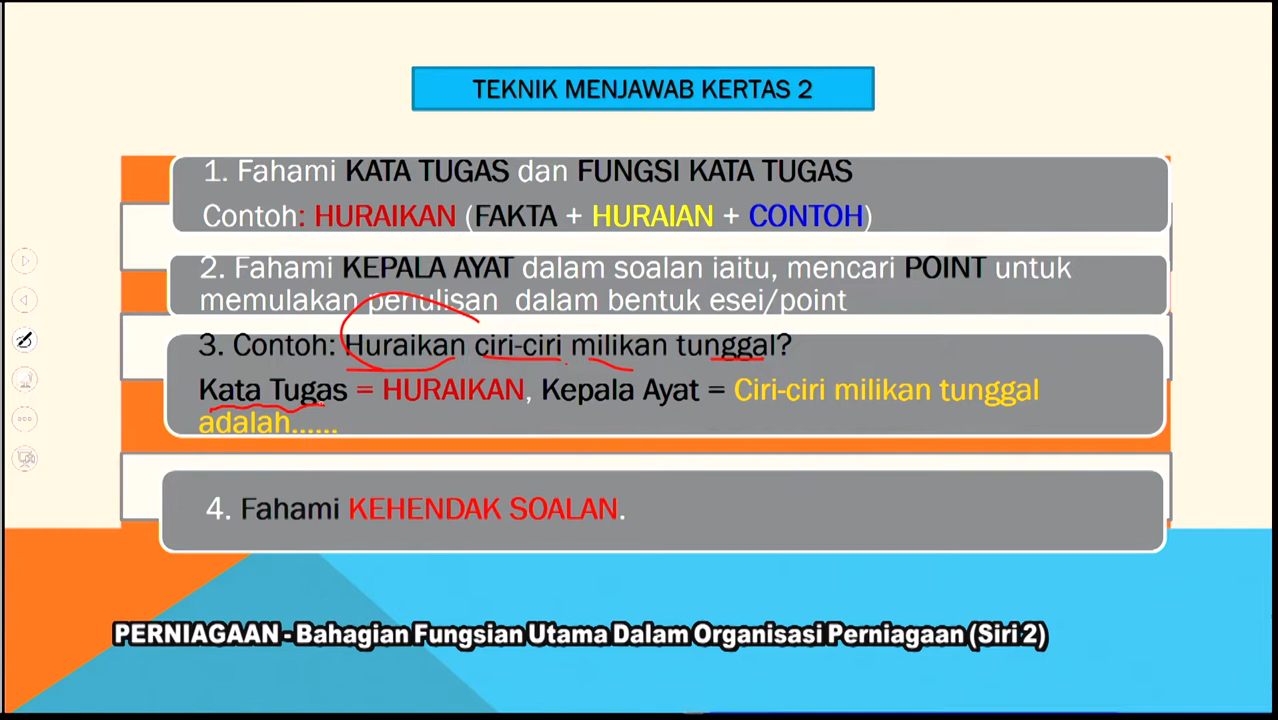 TEKNIK MENJAWAB KERTAS 2
1. Fahami KATA TUGAS dan FUNGSI KATA TUGAS
Contoh: HURAIKAN (FAKTA + HURAIAN + CONTOH)
2. Fahami KEPALA AYAT dalam soalan iaitu, mencari POINT untuk
memulakan penulisan dalam bentuk esei/point
3. Contoh: Huraikan ciri-ciri milikan tunggal?
Kata Tugas = HURAIKAN, Kepala Ayat = Ciri-ciri milikan tunggal
adalah......
4. Fahami KEHENDAK SOALAN.
PERNIAGAAN - Bahagian Fungsian Utama Dalam Organisasi Perniagaan (Siri 2)